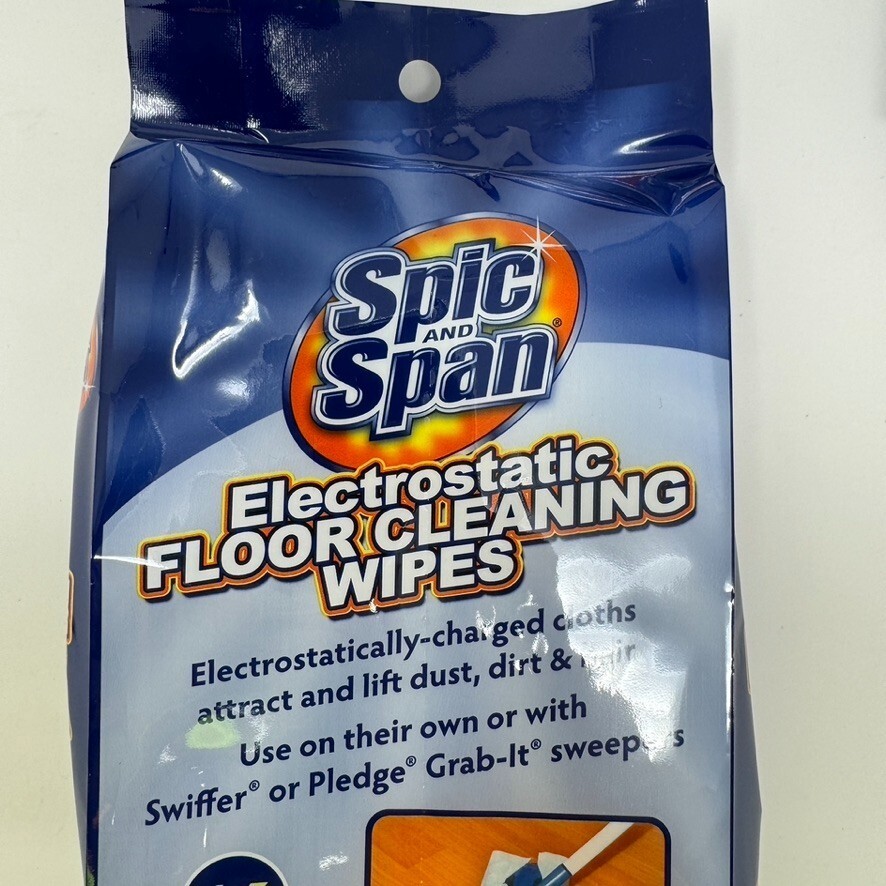 Spic
AND
Span®
Electrostatic
FLOOR CLEANING
WIPES
Electrostatically-charged cloths
attract and lift dust, dirt & hair
Use on their own or with
Swiffer® or Pledge® Grab-It® sweepers